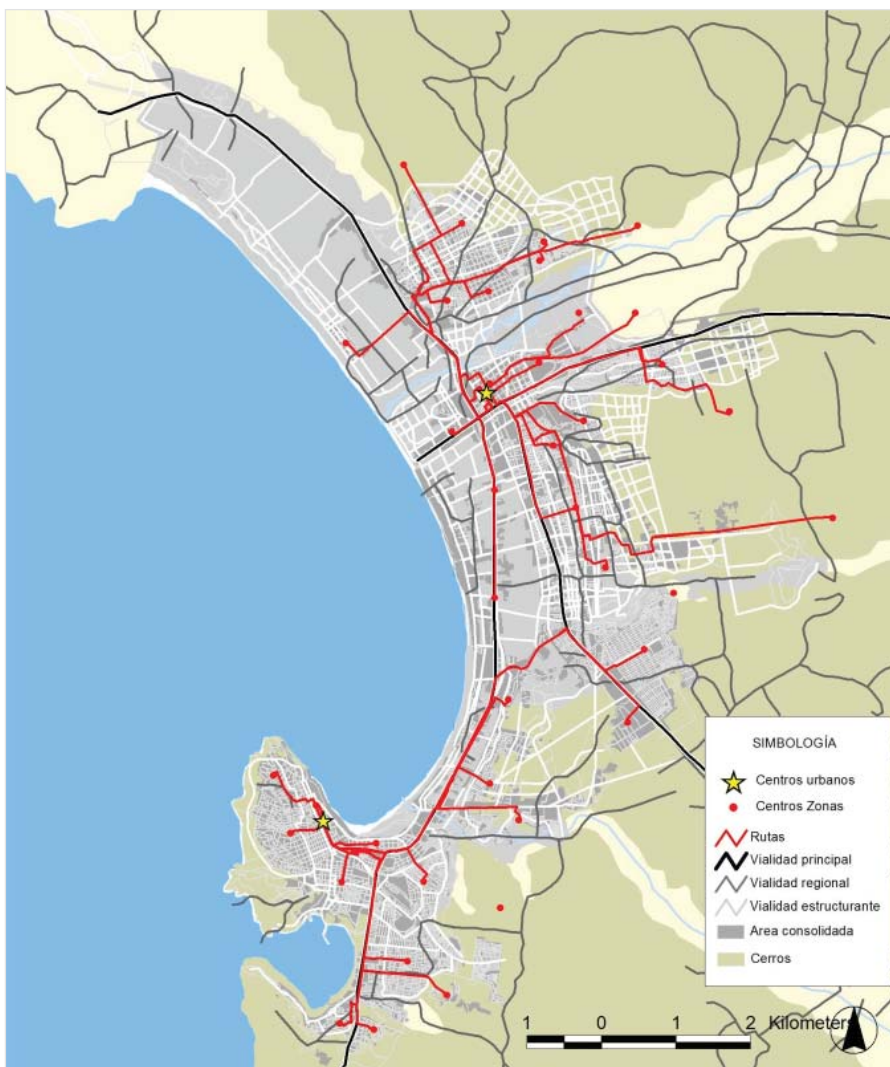 SIMBOLOGÍA
Centros urbanos
Centros Zonas
Rutas
Vialidad principal
Vialidad regional
Vialidad estructurante
Area consolidada
Cerros
1 0 1 2 Kilometers